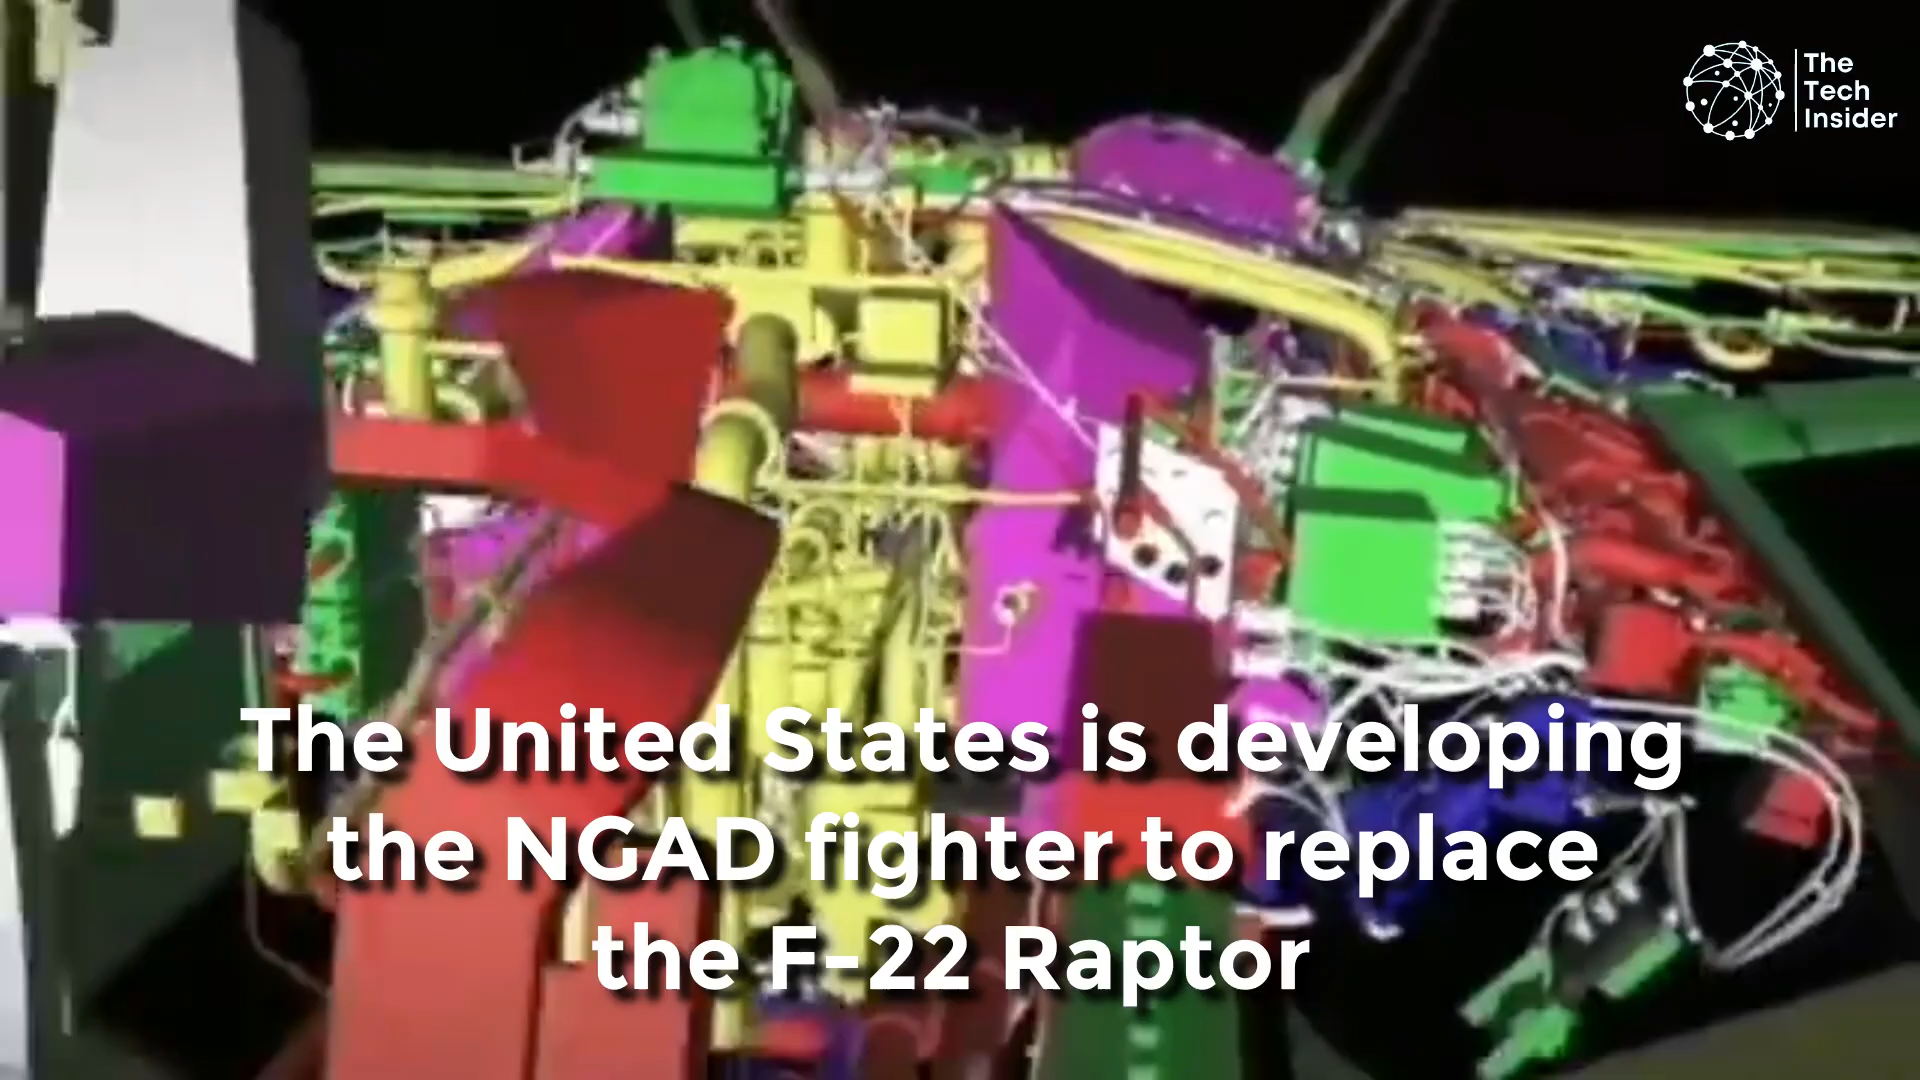 The
Tech
Insider
The United States is developing
the NGAD fighter to replace
the F-22 Raptor